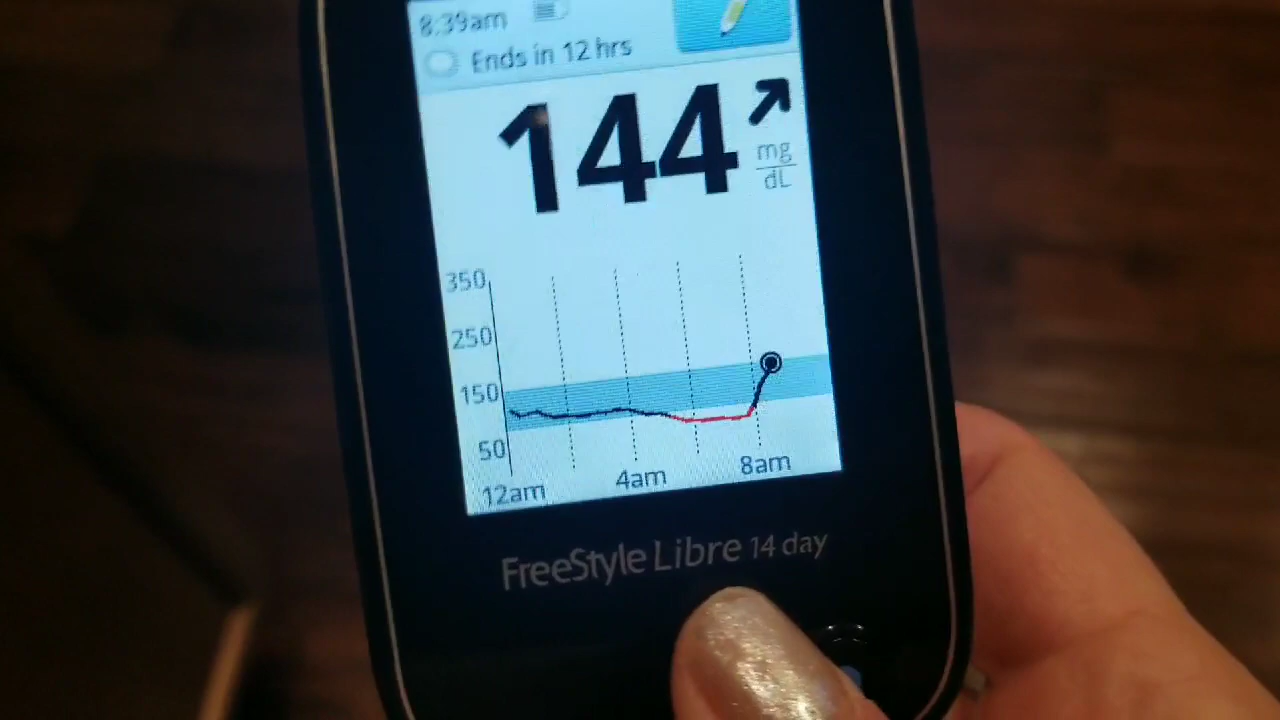 8:39am
Ends in 12 hrs
144
mg
dL
350
250
150
50
12am 4am 8am
FreeStyle Libre 14 day